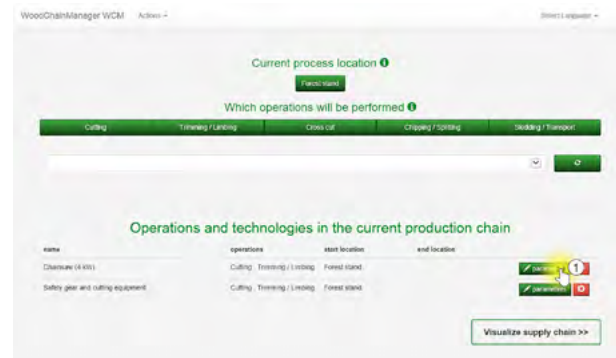 WoodChainManager WCM Actions
Select Language
Current process location
Forest stand
Which operations will be performed
Cutting Trimming / Limbing Cross cut Chipping / Splitting Skidding / Transport
Operations and technologies in the current production chain
name operations start location end location
Chainsaw (4 kW) Cutting Trimming / Limbing Forest stand 1
Safety gear and cutting equipment Cutting Trimming / Limbing Forest stand parameters
Visualize supply chain >>